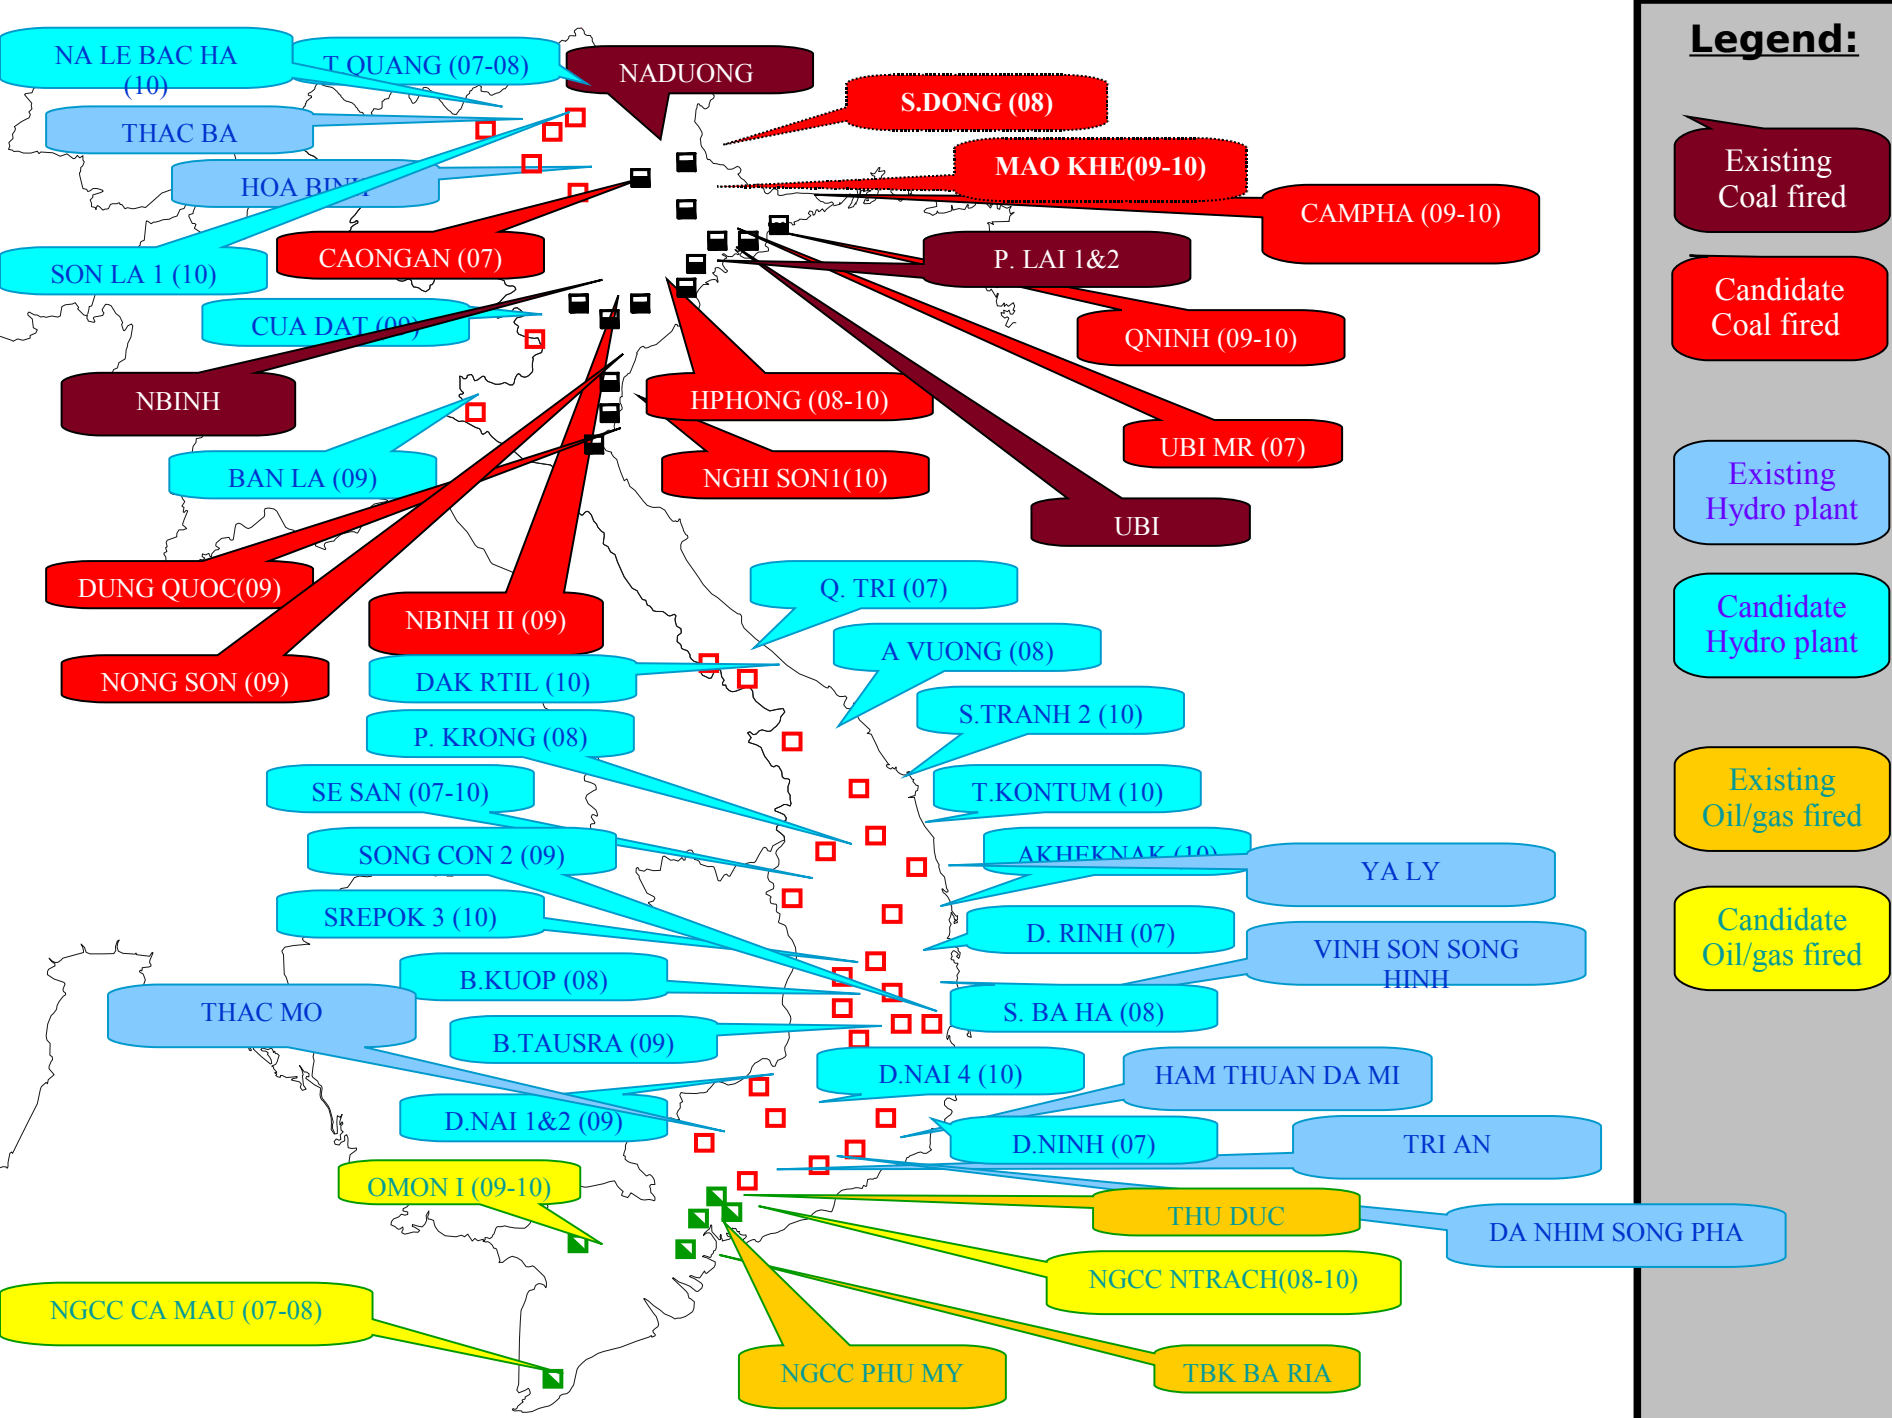 NA LE BAC HA
(10)
T.QUANG (07-08)
NADUONG
S.DONG (08)
THAC BA
MAO KHE(09-10)
HOA BINH
CAMPHA (09-10)
CAONGAN (07)
P. LAI 1&2
SON LA 1 (10)
CUA DAT (09)
QNINH (09-10)
NBINH
HPHONG (08-10)
UBI MR (07)
BAN LA (09)
NGHI SON1(10)
UBI
DUNG QUOC(09)
NBINH II (09)
Q. TRI (07)
A VUONG (08)
NONG SON (09)
DAK RTIL (10)
S.TRANH 2 (10)
P. KRONG (08)
SE SAN (07-10)
T.KONTUM (10)
SONG CON 2 (09)
AKHEKNAK (10)
YA LY
SREPOK 3 (10)
D. RINH (07)
VINH SON SONG
HINH
B.KUOP (08)
THAC MO
S. BA HA (08)
B.TAUSRA (09)
D.NAI 4 (10)
HAM THUAN DA MI
D.NAI 1&2 (09)
D.NINH (07)
TRI AN
OMON I (09-10)
THU DUC
DA NHIM SONG PHA
NGCC NTRACH(08-10)
NGCC CA MAU (07-08)
NGCC PHU MY
TBK BA RIA
Legend:
Existing
Coal fired
Candidate
Coal fired
Existing
Hydro plant
Candidate
Hydro plant
Existing
Oil/gas fired
Candidate
Oil/gas fired